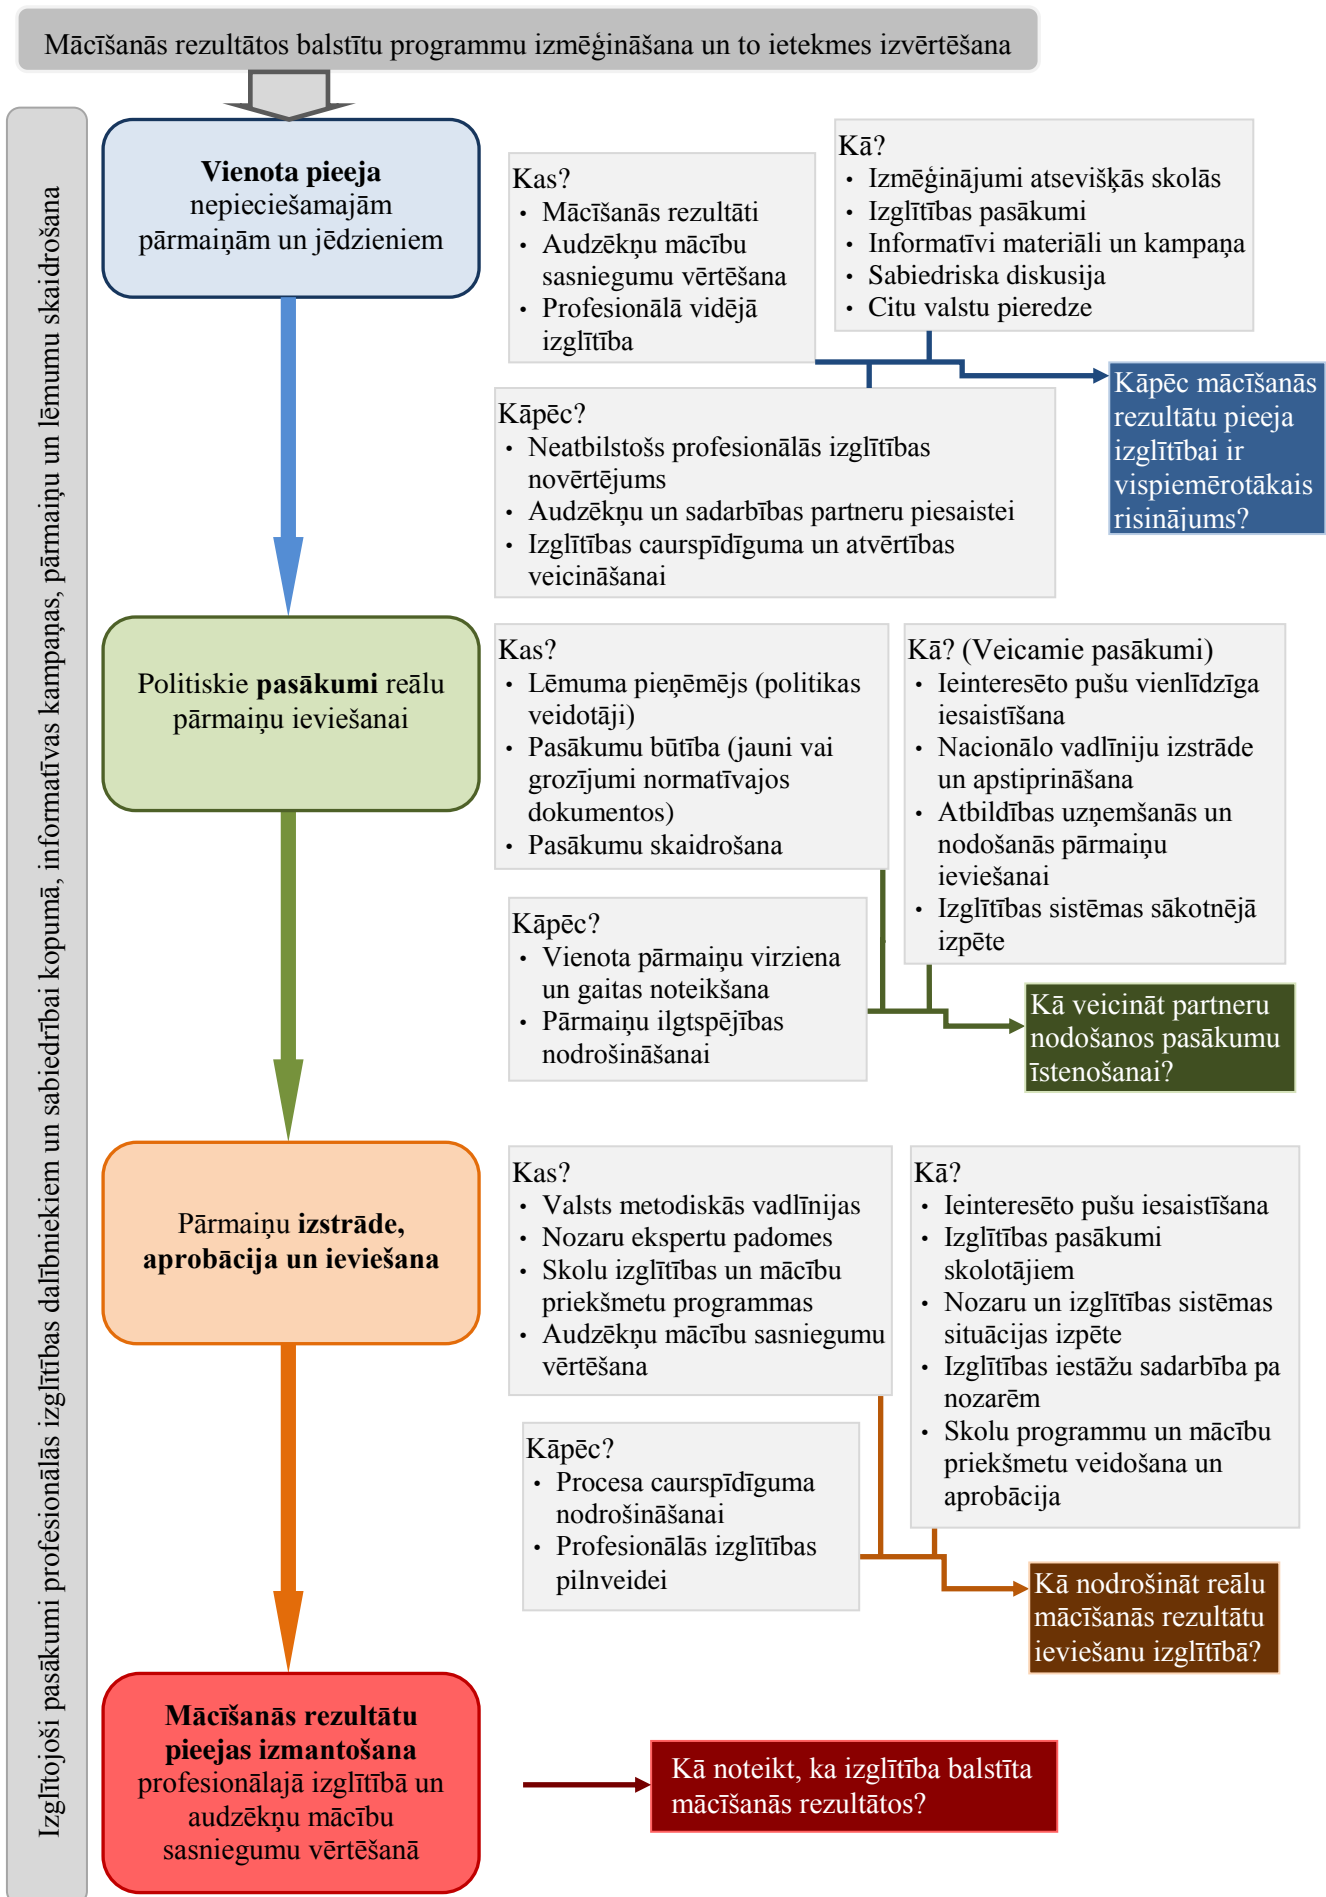 Mācīšanās rezultātos balstītu programmu izmēģināšana un to ietekmes izvērtēšana
Izglītojoši pasākumi profesionālās izglītības dalībniekiem un sabiedrībai kopumā, informatīvas kampaņas, pārmaiņu un lēmumu skaidrošana
Vienota pieeja
nepieciešamajām
pārmaiņām un jēdzieniem
Kas?
• Mācīšanās rezultāti
• Audzēkņu mācību
sasniegumu vērtēšana
• Profesionālā vidējā
izglītība
Kā?
• Izmēģinājumi atsevišķās skolās
• Izglītības pasākumi
• Informatīvi materiāli un kampaņa
• Sabiedriska diskusija
• Citu valstu pieredze
Kāpēc?
• Neatbilstošs profesionālās izglītības
novērtējums
• Audzēkņu un sadarbības partneru piesaistei
• Izglītības caurspīdīguma un atvērtības
veicināšanai
Kāpēc mācīšanās
rezultātu pieeja
izglītībai ir
vispiemērotākais
risinājums?
Politiskie pasākumi reālu
pārmaiņu ieviešanai
Kas?
• Lēmuma pieņēmējs (politikas
veidotāji)
• Pasākumu būtība (jauni vai
grozījumi normatīvajos
dokumentos)
• Pasākumu skaidrošana
Kā? (Veicamie pasākumi)
• Ieinteresēto pušu vienlīdzīga
iesaistīšana
• Nacionālo vadlīniju izstrāde
un apstiprināšana
• Atbildības uzņemšanās un
nodošanās pārmaiņu
ieviešanai
• Izglītības sistēmas sākotnējā
izpēte
Kāpēc?
• Vienota pārmaiņu virziena
un gaitas noteikšana
• Pārmaiņu ilgtspējības
nodrošināšanai
Kā veicināt partneru
nodošanos pasākumu
īstenošanai?
Pārmaiņu izstrāde,
aprobācija un ieviešana
Kas?
• Valsts metodiskās vadlīnijas
• Nozaru ekspertu padomes
• Skolu izglītības un mācību
priekšmetu programmas
• Audzēkņu mācību sasniegumu
vērtēšana
Kā?
• Ieinteresēto pušu iesaistīšana
• Izglītības pasākumi
skolotājiem
• Nozaru un izglītības sistēmas
situācijas izpēte
• Izglītības iestāžu sadarbība pa
nozarēm
• Skolu programmu un mācību
priekšmetu veidošana un
aprobācija
Kāpēc?
• Procesa caurspīdīguma
nodrošināšanai
• Profesionālās izglītības
pilnveidei
Kā nodrošināt reālu
mācīšanās rezultātu
ieviešanu izglītībā?
Mācīšanās rezultātu
pieejas izmantošana
profesionālajā izglītībā un
audzēkņu mācību
sasniegumu vērtēšanā
Kā noteikt, ka izglītība balstīta
mācīšanās rezultātos?